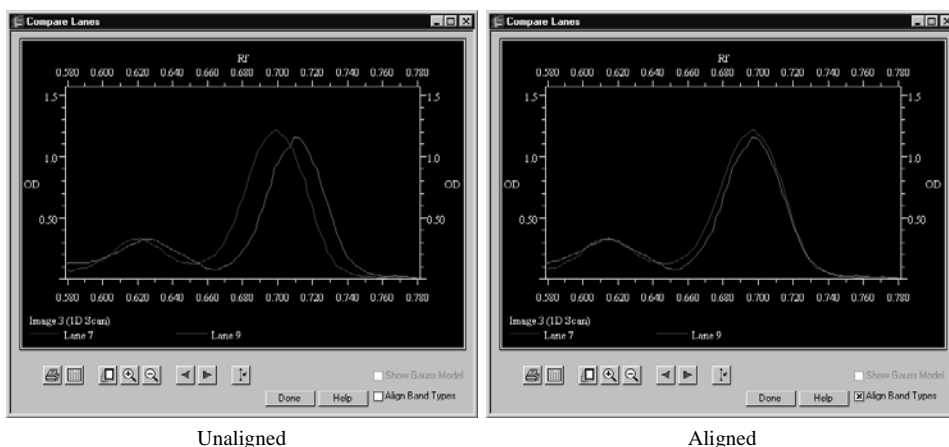 Compare Lanes
Rf
0.580 0.600 0.620 0.640 0.660 0.680 0.700 0.720 0.740 0.760 0.780
1.5 1.5
1.0 1.0
OD OD
0.50 0.50
0.580 0.600 0.620 0.640 0.660 0.680 0.700 0.720 0.740 0.760 0.780
Image.3 (1D Scan)
Lane 7 Lane 9
Show Gauss Model
Done Help Align Band Types
Unaligned
Compare Lanes
Rf
0.580 0.600 0.620 0.640 0.660 0.680 0.700 0.720 0.740 0.760 0.780
1.5 1.5
1.0 1.0
OD OD
0.50 0.50
0.580 0.600 0.620 0.640 0.660 0.680 0.700 0.720 0.740 0.760 0.780
Image.3 (1D Scan)
Lane 7 Lane 9
Show Gauss Model
Done Help Align Band Types
Aligned